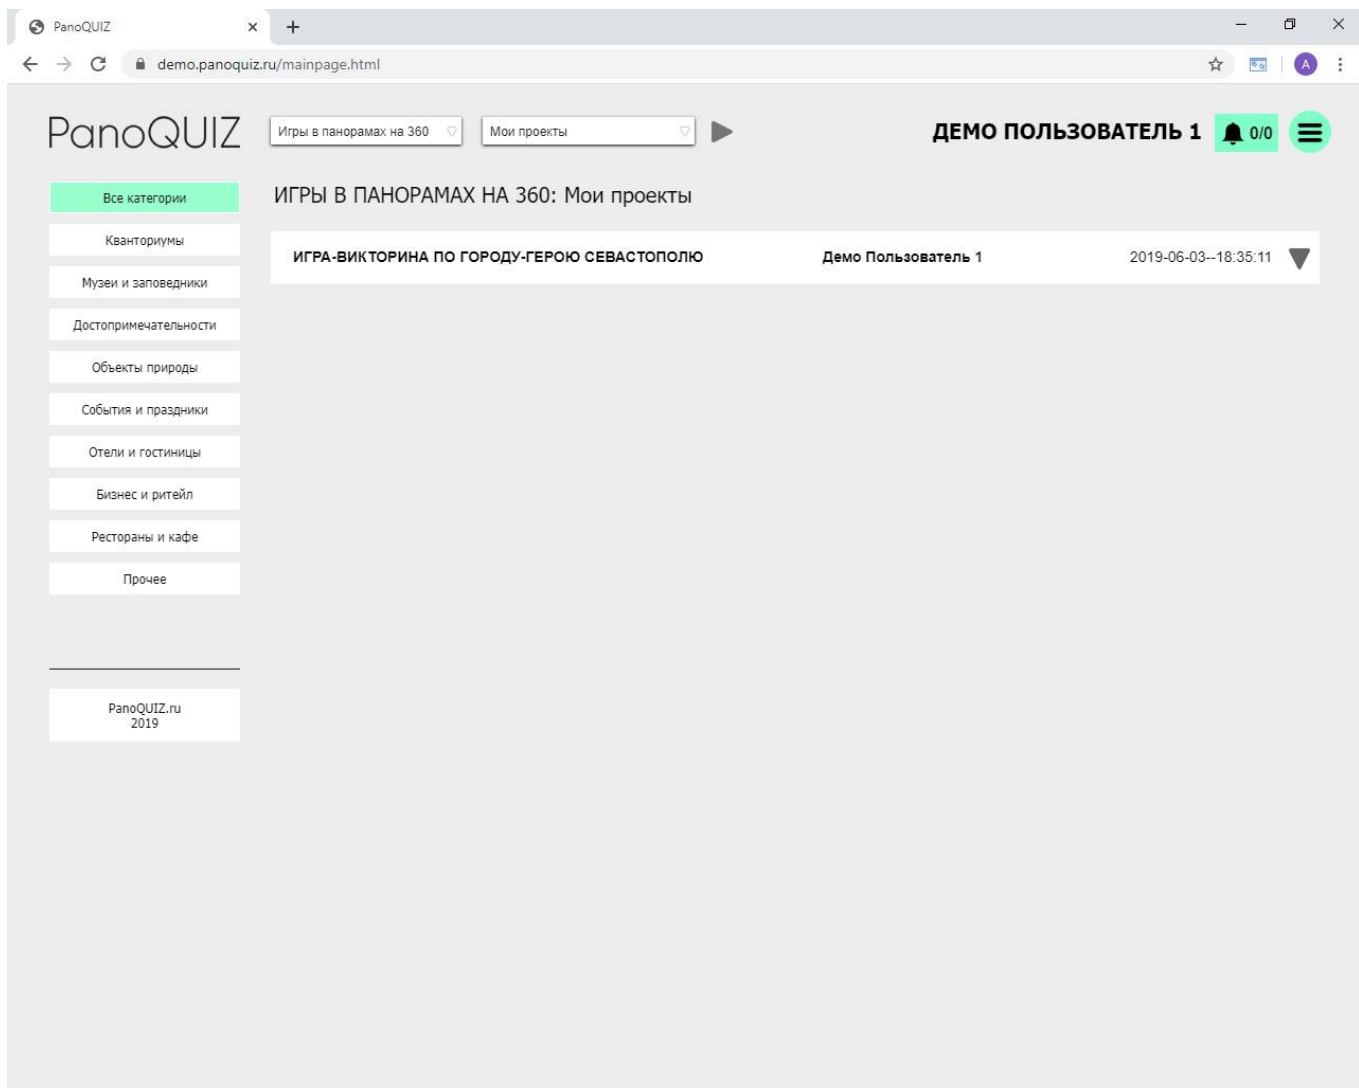 PanoQUIZ
demo.panoquiz.ru/mainpage.html
A
PanoQUIZ
Игры в панорамах на 360
Мои проекты
ДЕМО ПОЛЬЗОВАТЕЛЬ 1
0/0
Все категории
Кванториумы
Музеи и заповедники
Достопримечательности
Объекты природы
События и праздники
Отели и гостиницы
Бизнес и ритейл
Рестораны и кафе
Прочее
PanoQUIZ.ru
2019
ИГРЫ В ПАНОРАМАХ НА 360: Мои проекты
ИГРА-ВИКТОРИНА ПО ГОРОДУ-ГЕРОЮ СЕВАСТОПОЛЮ
Демо Пользователь 1
2019-06-03--18:35:11